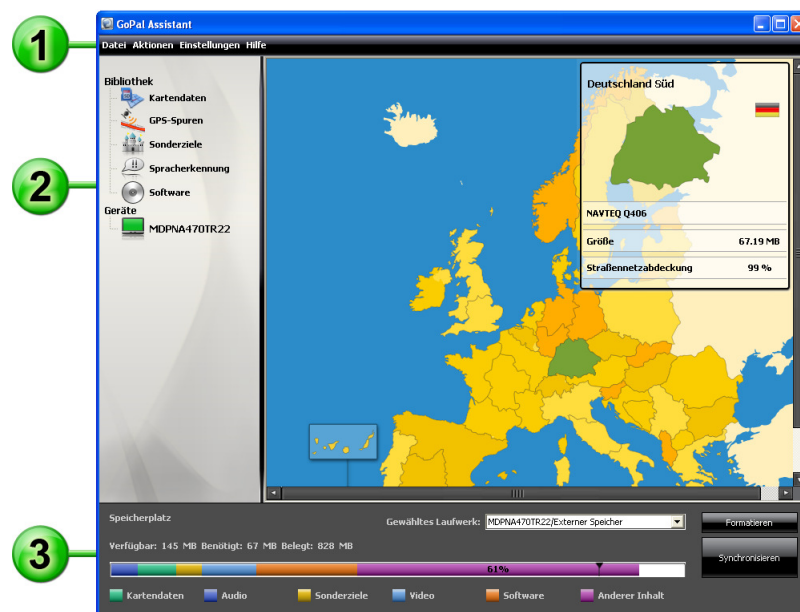 GoPal Assistant
1
Datei Aktionen Einstellungen Hilfe
Bibliothek
Kartendaten
GPS-Spuren
Sonderziele
2
Spracherkennung
Software
Geräte
MDPNA470TR22
Deutschland Süd
NAVTEQ Q406
Größe 67.19 MB
Straßennetzabdeckung 99 %
Speicherplatz
Gewähltes Laufwerk: MDPNA470TR22/Externer Speicher
Formatieren
Verfügbar: 145 MB Benötigt: 67 MB Belegt: 828 MB
3
Synchronisieren
61%
Kartendaten Audio Sonderziele Video Software Anderer Inhalt